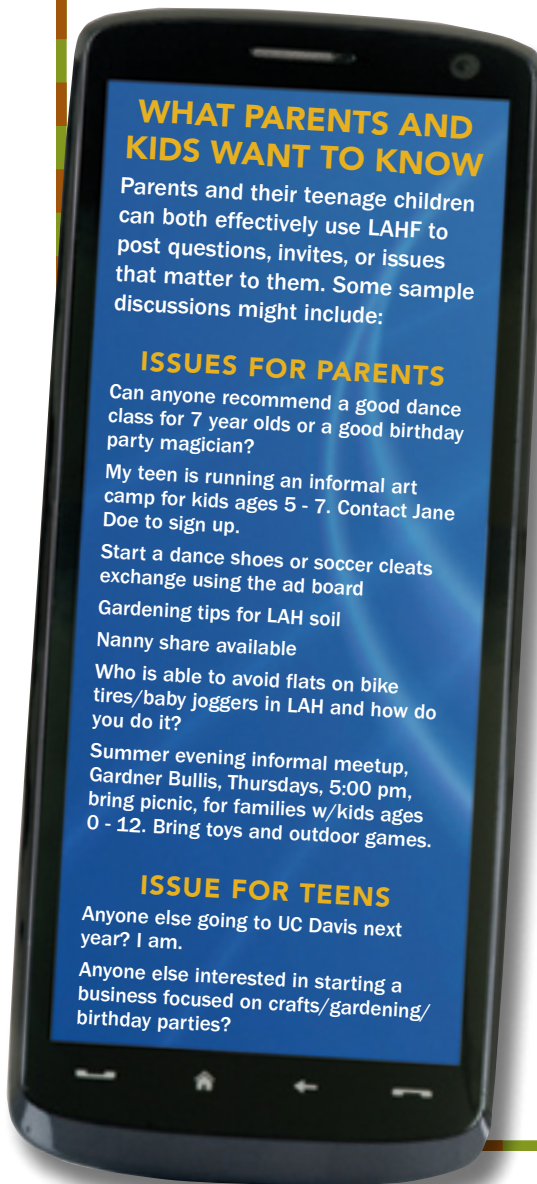 WHAT PARENTS AND
KIDS WANT TO KNOW
Parents and their teenage children
can both effectively use LAHF to
post questions, invites, or issues
that matter to them. Some sample
discussions might include:
ISSUES FOR PARENTS
Can anyone recommend a good dance
class for 7 year olds or a good birthday
party magician?
My teen is running an informal art
camp for kids ages 5 - 7. Contact Jane
Doe to sign up.
Start a dance shoes or soccer cleats
exchange using the ad board
Gardening tips for LAH soil
Nanny share available
Who is able to avoid flats on bike
tires/baby joggers in LAH and how do
you do it?
Summer evening informal meetup,
Gardner Bullis, Thursdays, 5:00 pm,
bring picnic, for families w/kids ages
0 - 12. Bring toys and outdoor games.
ISSUE FOR TEENS
Anyone else going to UC Davis next
year? I am.
Anyone else interested in starting a
business focused on crafts/gardening/
birthday parties?